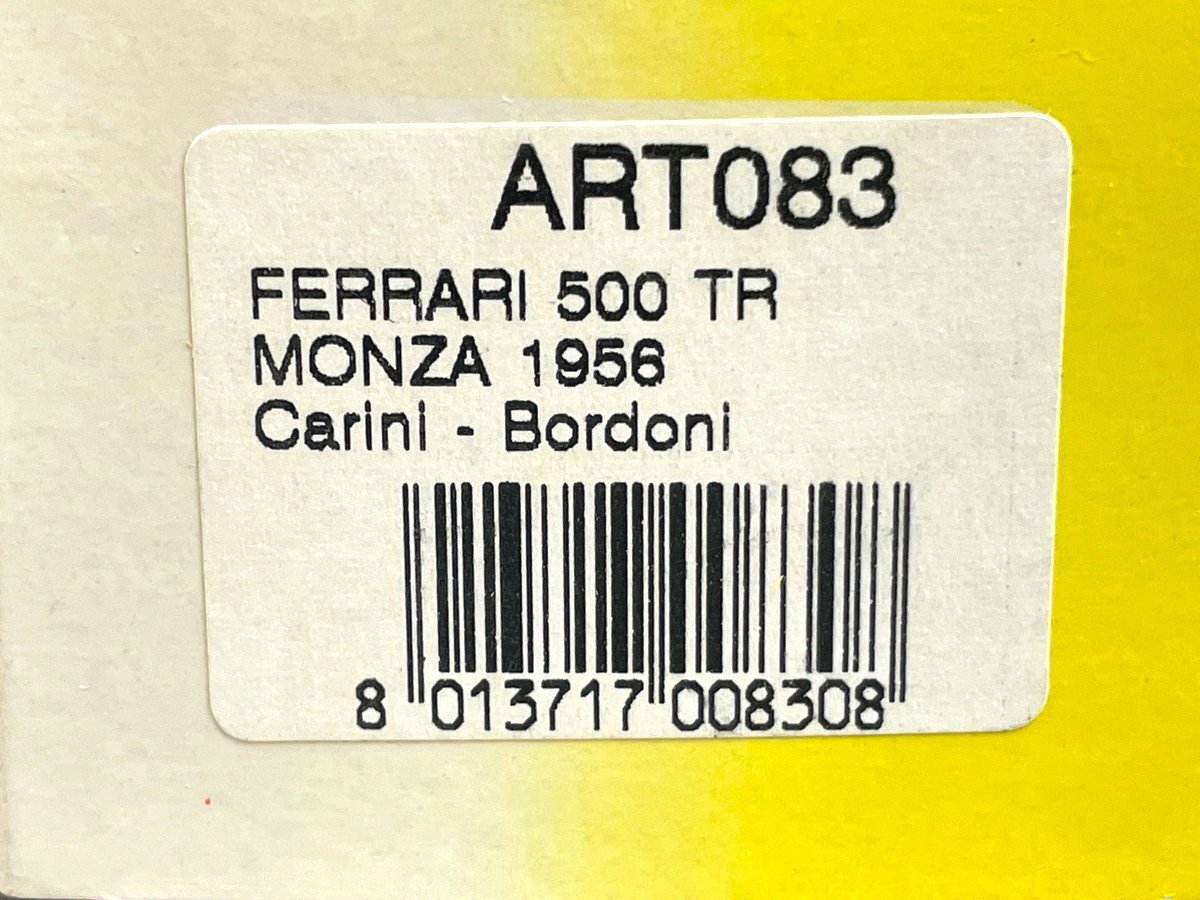 ART083
FERRARI 500 TR
MONZA 1956
Carini - Bordoni
8 013717 008308